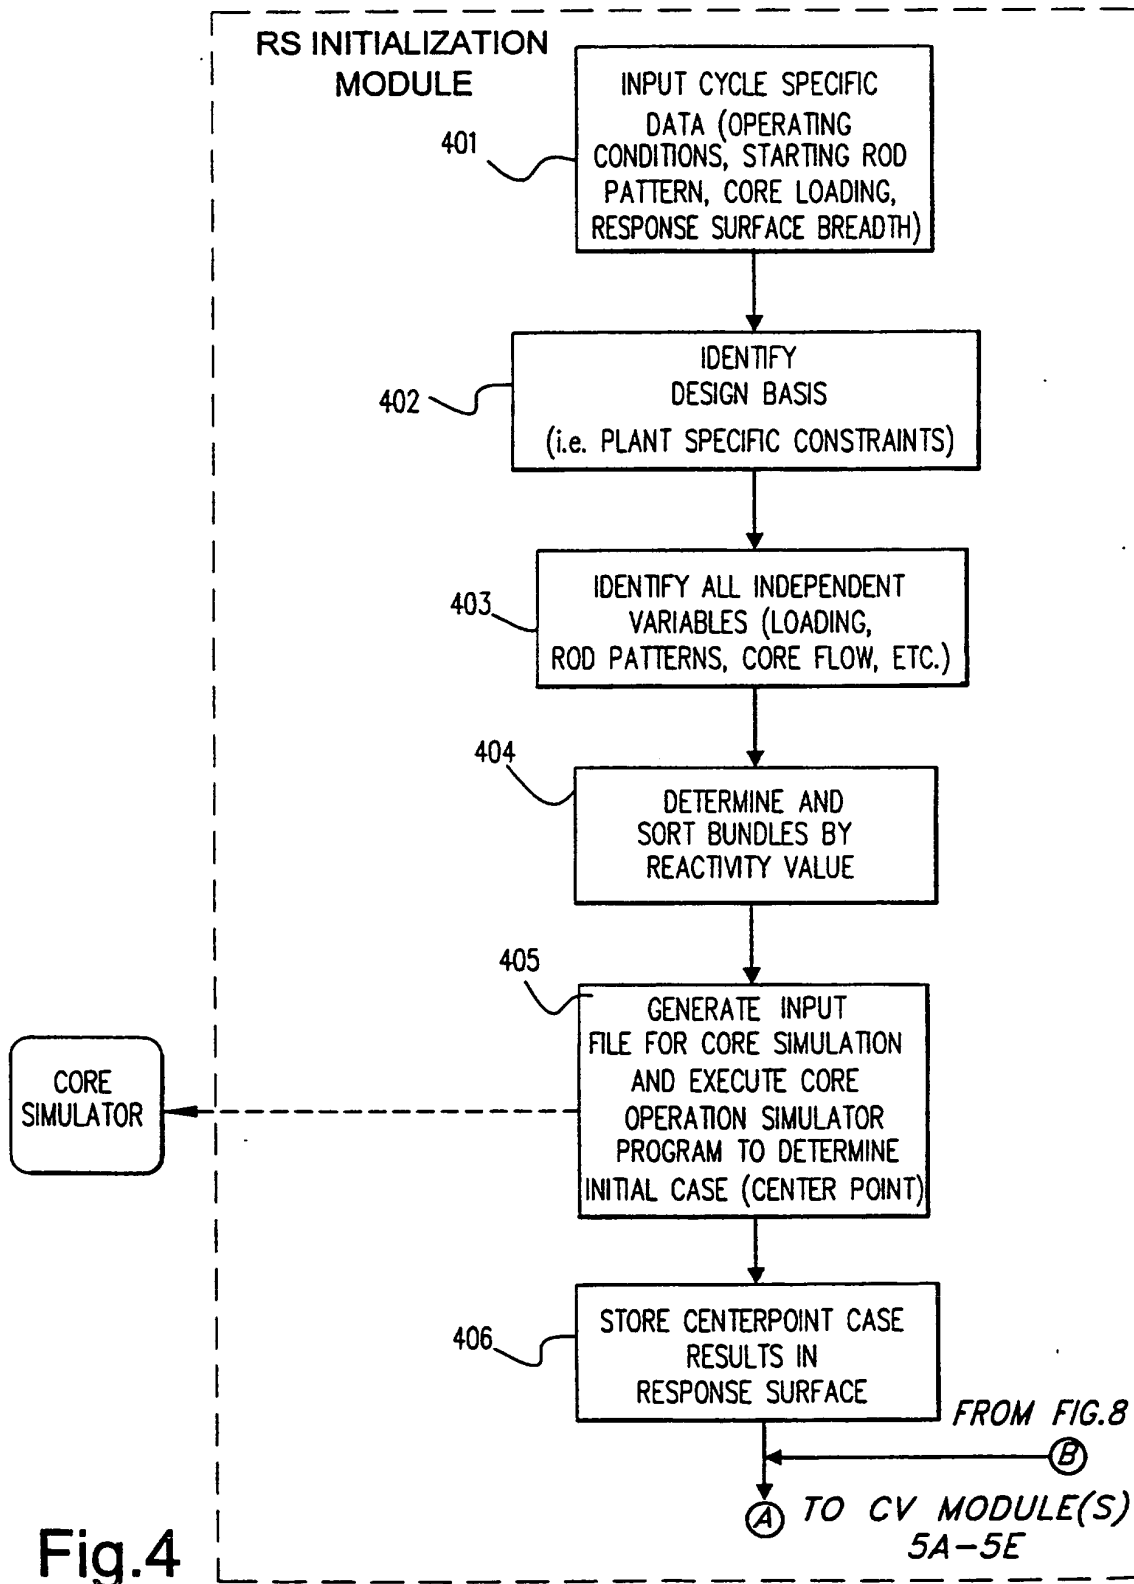 RS INITIALIZATION
MODULE
401
INPUT CYCLE SPECIFIC
DATA (OPERATING
CONDITIONS, STARTING ROD
PATTERN, CORE LOADING,
RESPONSE SURFACE BREADTH)
402
IDENTIFY
DESIGN BASIS
(i.e. PLANT SPECIFIC CONSTRAINTS)
403
IDENTIFY ALL INDEPENDENT
VARIABLES (LOADING,
ROD PATTERNS, CORE FLOW, ETC.)
404
DETERMINE AND
SORT BUNDLES BY
REACTIVITY VALUE
405
GENERATE INPUT
FILE FOR CORE SIMULATION
AND EXECUTE CORE
OPERATION SIMULATOR
PROGRAM TO DETERMINE
INITIAL CASE (CENTER POINT)
CORE
SIMULATOR
406
STORE CENTERPOINT CASE
RESULTS IN
RESPONSE SURFACE
FROM FIG.8
B
A TO CV MODULE(S)
5A-5E
Fig.4